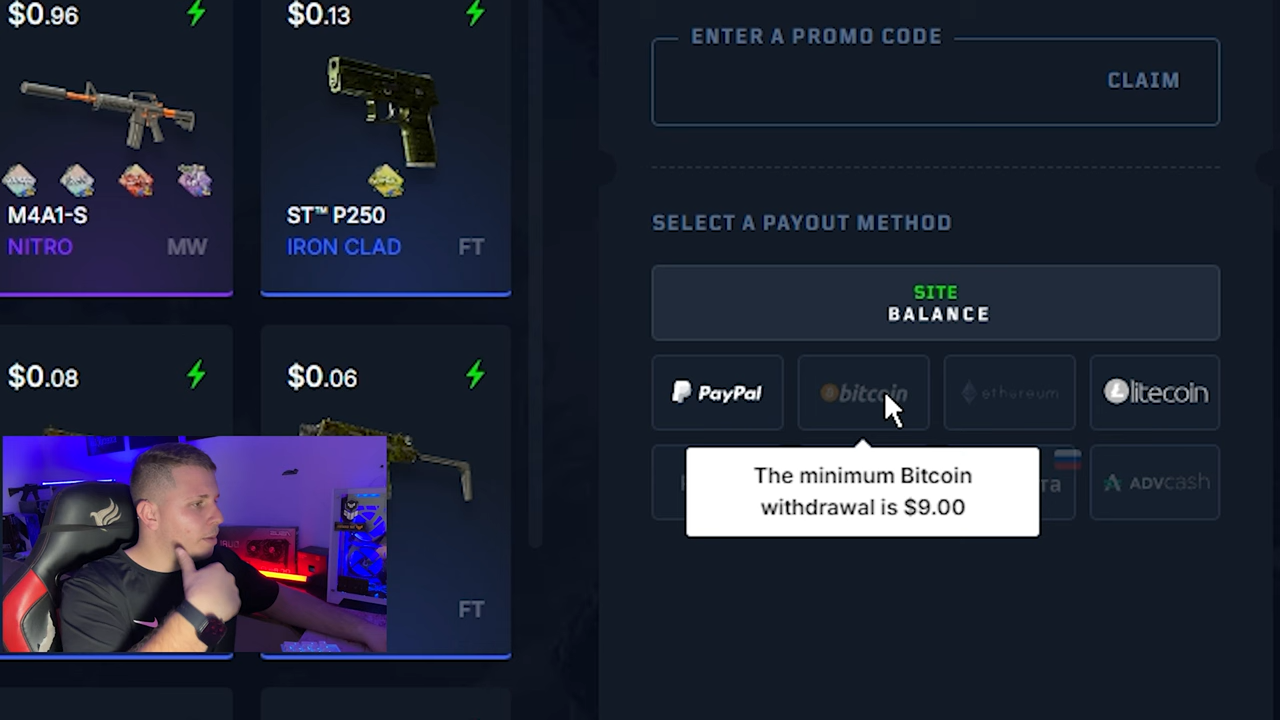 $0.96
$0.13
M4A1-S
NITRO
MW
ST™ P250
IRON CLAD
FT
$0.08
$0.06
FT
ENTER A PROMO CODE
CLAIM
SELECT A PAYOUT METHOD
SITE
BALANCE
PayPal
bitcoin
ethereum
litecoin
The minimum Bitcoin
withdrawal is $9.00
та
ADVcash